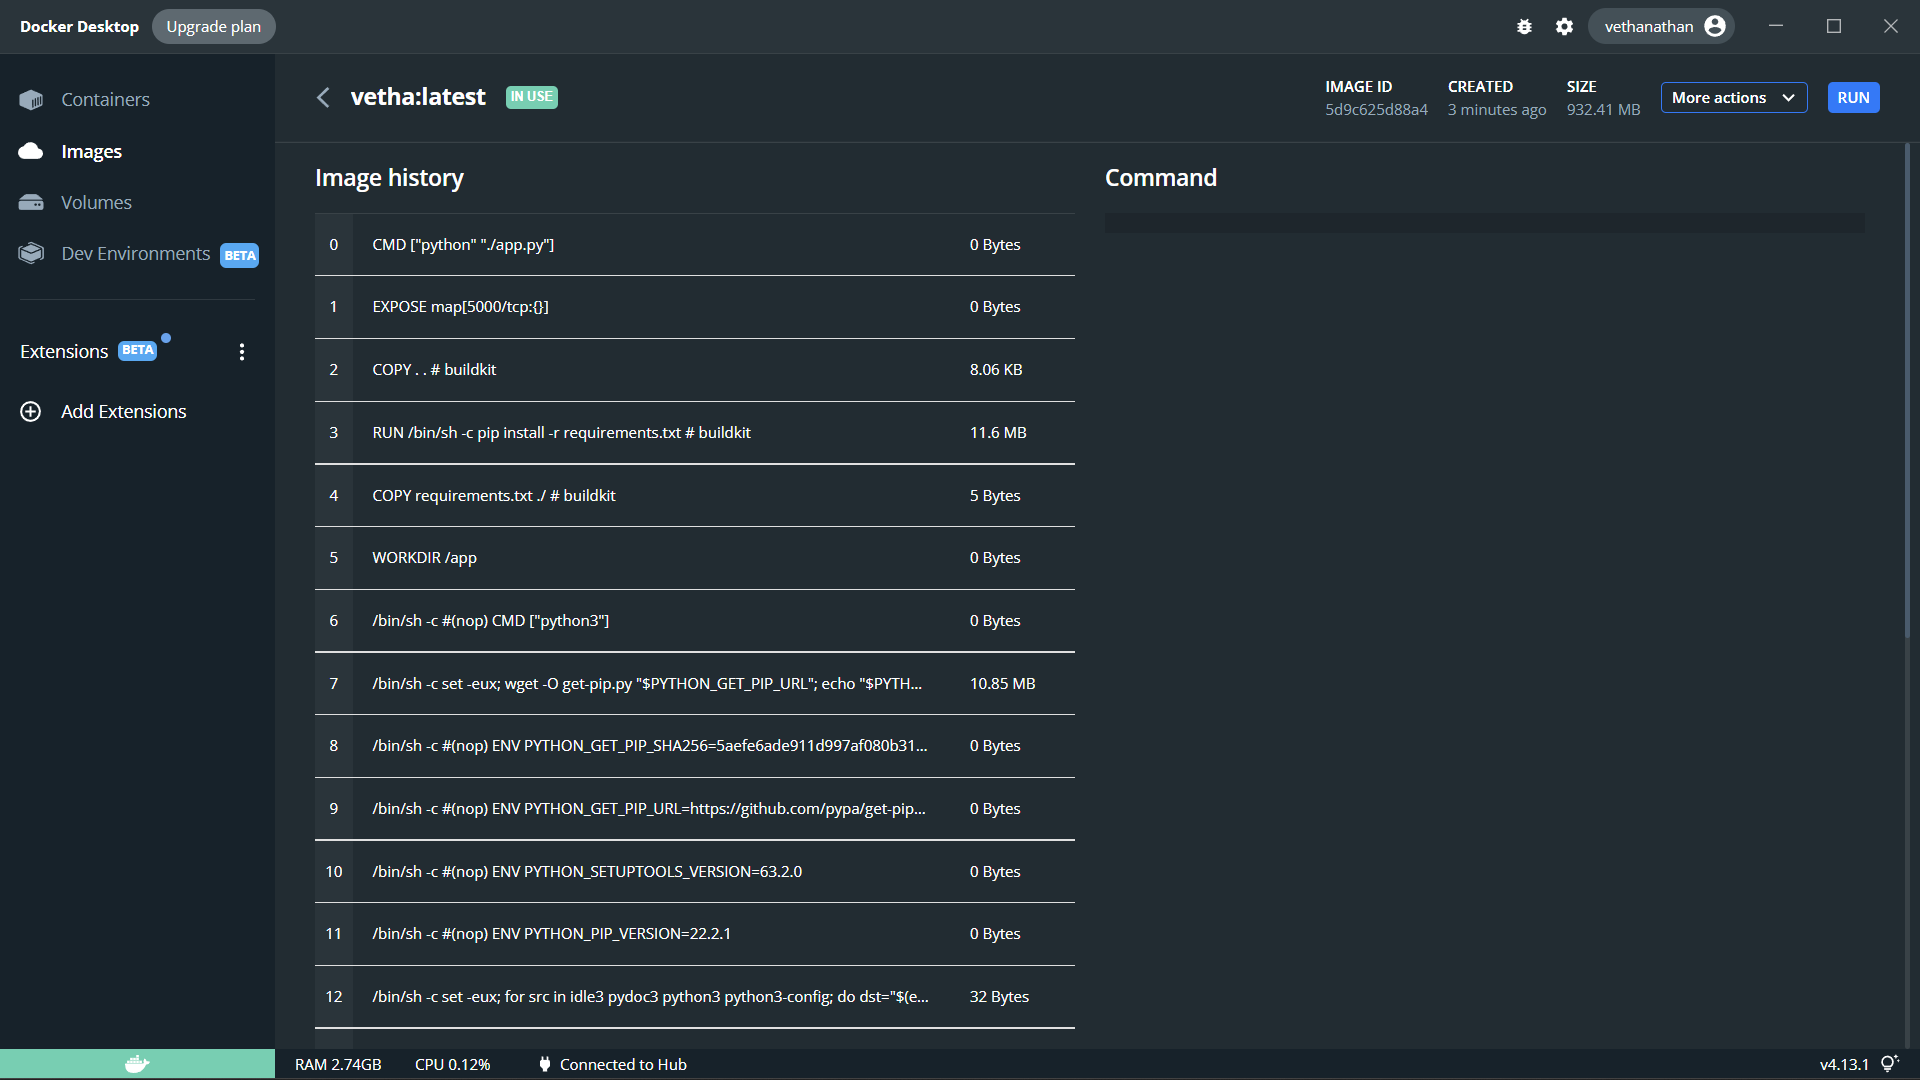 Docker Desktop Upgrade plan vethanathan
Containers
Images
Volumes
Dev Environments BETA
Extensions BETA
Add Extensions
vetha:latest IN USE
IMAGE ID CREATED SIZE
5d9c625d88a4 3 minutes ago 932.41 MB
More actions RUN
Image history
0 CMD ["python" "./app.py"] 0 Bytes
1 EXPOSE map[5000/tcp:{}] 0 Bytes
2 COPY . . # buildkit 8.06 KB
3 RUN /bin/sh -c pip install -r requirements.txt # buildkit 11.6 MB
4 COPY requirements.txt ./ # buildkit 5 Bytes
5 WORKDIR /app 0 Bytes
6 /bin/sh -c #(nop) CMD ["python3"] 0 Bytes
7 /bin/sh -c set -eux; wget -O get-pip.py "$PYTHON_GET_PIP_URL"; echo "$PYTH... 10.85 MB
8 /bin/sh -c #(nop) ENV PYTHON_GET_PIP_SHA256=5aefe6ade911d997af080b31... 0 Bytes
9 /bin/sh -c #(nop) ENV PYTHON_GET_PIP_URL=https://github.com/pypa/get-pip... 0 Bytes
10 /bin/sh -c #(nop) ENV PYTHON_SETUPTOOLS_VERSION=63.2.0 0 Bytes
11 /bin/sh -c #(nop) ENV PYTHON_PIP_VERSION=22.2.1 0 Bytes
12 /bin/sh -c set -eux; for src in idle3 pydoc3 python3 python3-config; do dst="$(e... 32 Bytes
Command
RAM 2.74GB CPU 0.12% Connected to Hub v4.13.1